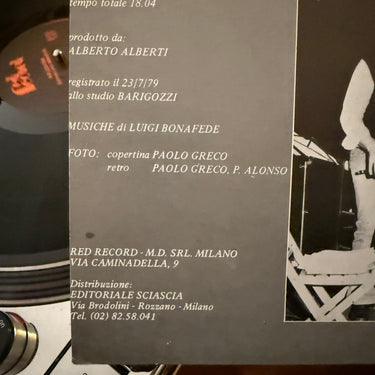 tempo totale 18.04
prodotto da:
ALBERTO ALBERTI
registrato il 23/7/79
allo studio BARIGOZZI
MUSICHE di LUIGI BONAFEDE
FOTO: copertina PAOLO GRECO
retro PAOLO GRECO, P. ALONSO
RED RECORD - M.D. SRL. MILANO
VIA CAMINADELLA, 9
Distribuzione:
EDITORIALE SCIASCIA
Via Brodolini - Rozzano - Milano
Tel. (02) 82.58.041